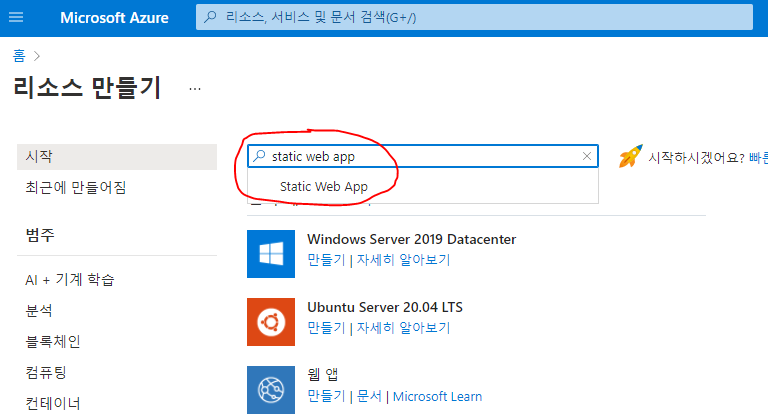 Microsoft Azure
리소스, 서비스 및 문서 검색(G+/)
홈 >
리소스 만들기 ...
시작
최근에 만들어짐
범주
AI + 기계 학습
분석
블록체인
컴퓨팅
컨테이너
static web app
Static Web App
시작하시겠어요? 빠른
Windows Server 2019 Datacenter
만들기 | 자세히 알아보기
Ubuntu Server 20.04 LTS
만들기 | 자세히 알아보기
웹 앱
만들기 | 문서 | Microsoft Learn